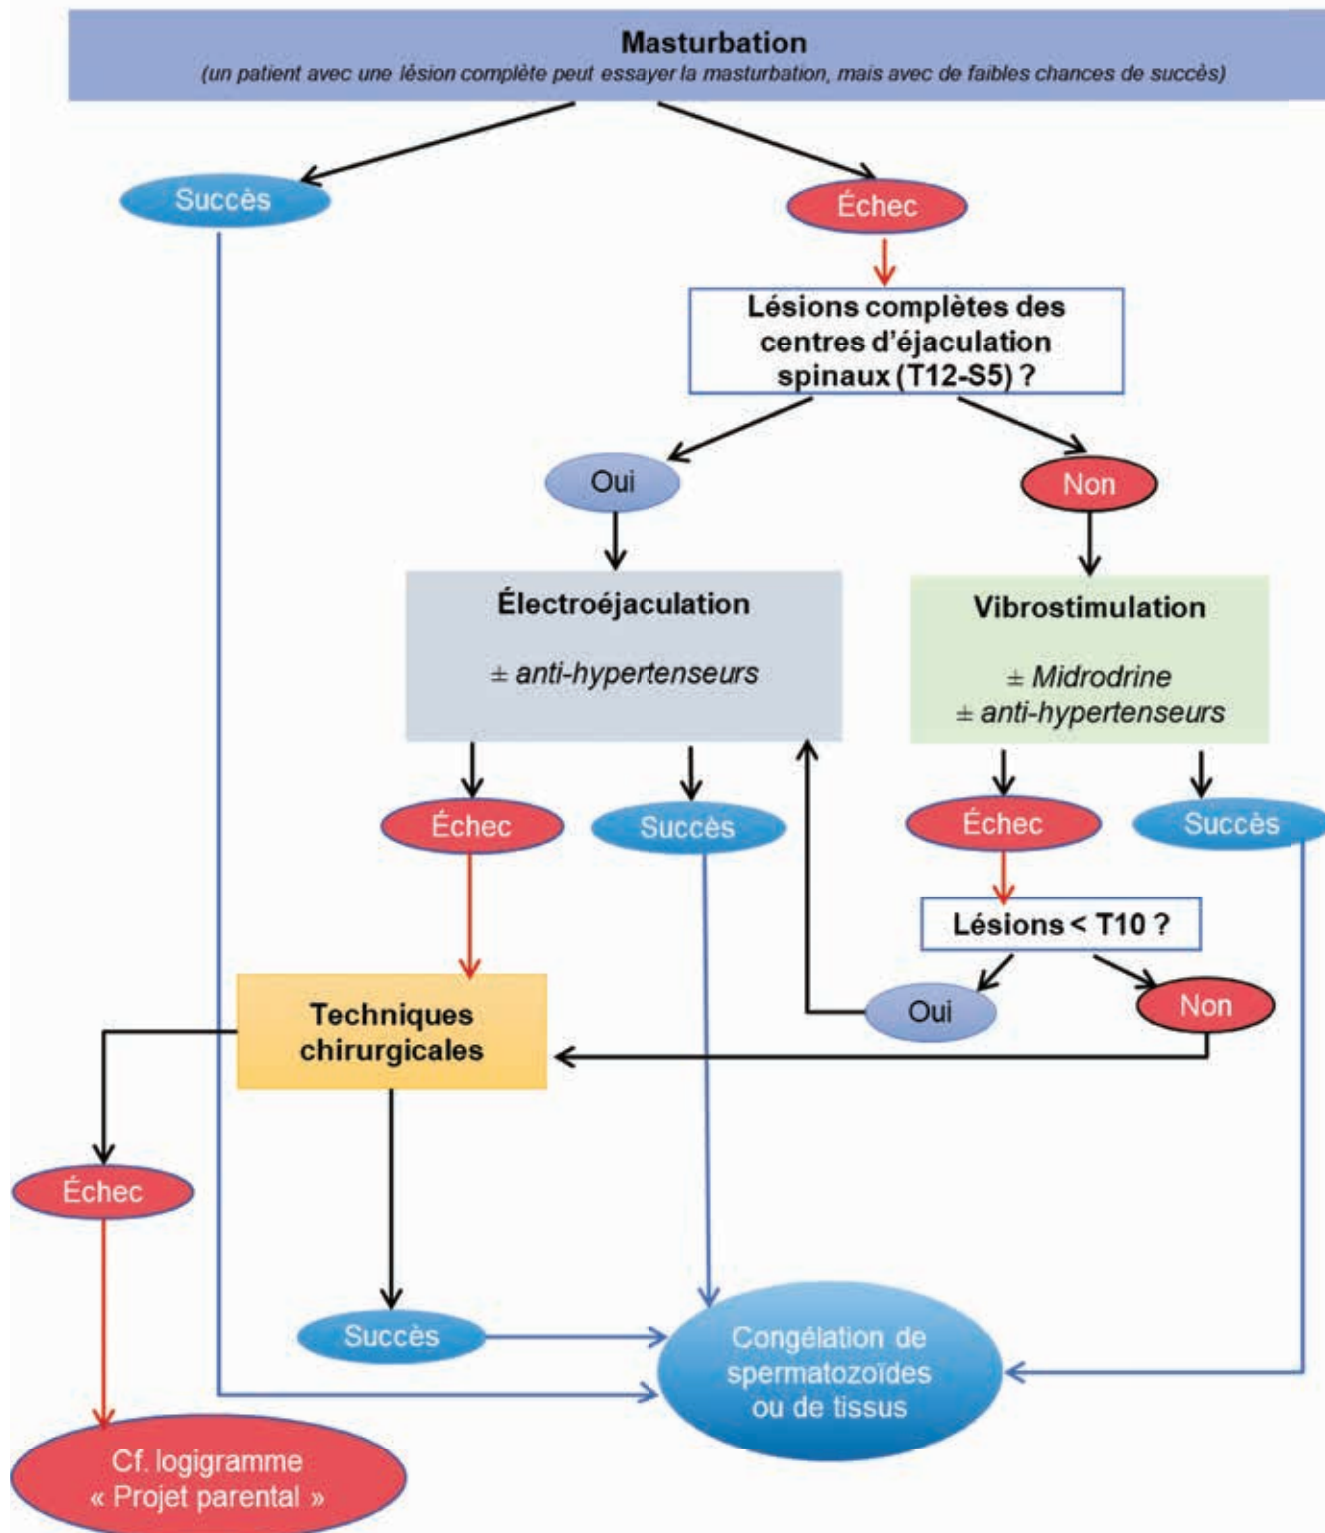 Masturbation
(un patient avec une lésion complète peut essayer la masturbation, mais avec de faibles chances de succès)
Succès
Échec
Lésions complètes des
centres d'éjaculation
spinaux (T12-S5) ?
Oui
Non
Électroéjaculation
± anti-hypertenseurs
Vibrostimulation
± Midrodrine
± anti-hypertenseurs
Échec
Succès
Échec
Succès
Lésions < T10 ?
Oui
Non
Techniques
chirurgicales
Échec
Succès
Congélation de
spermatozoïdes
ou de tissus
Cf. logigramme
« Projet parental »